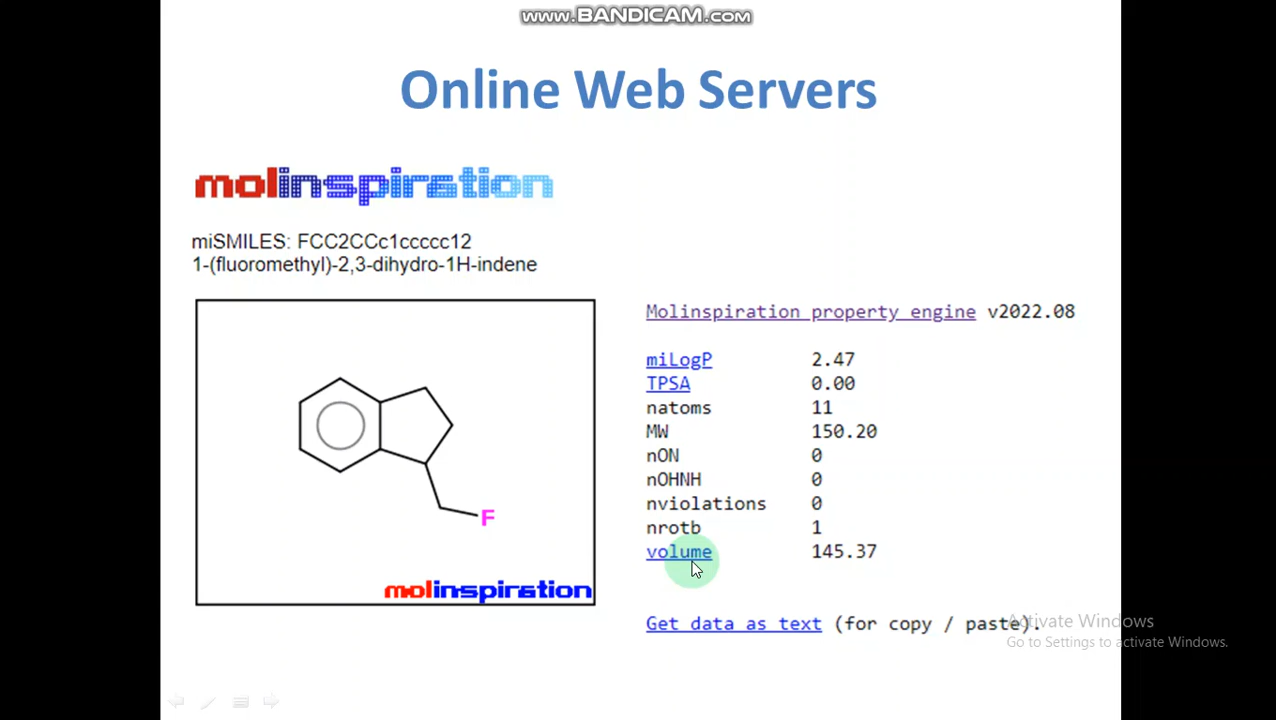 www.BANDICAM.com
Online Web Servers
molinspiration
miSMILES: FCC2CCc1ccccc12
1-(fluoromethyl)-2,3-dihydro-1H-indene
F
molinspiration
Molinspiration property engine v2022.08
miLogP 2.47
TPSA 0.00
natoms 11
MW 150.20
nON 0
nOHNH 0
nviolations 0
nrotb 1
volume 145.37
Get data as text (for copy / paste).
Activate Windows
Go to Settings to activate Windows.